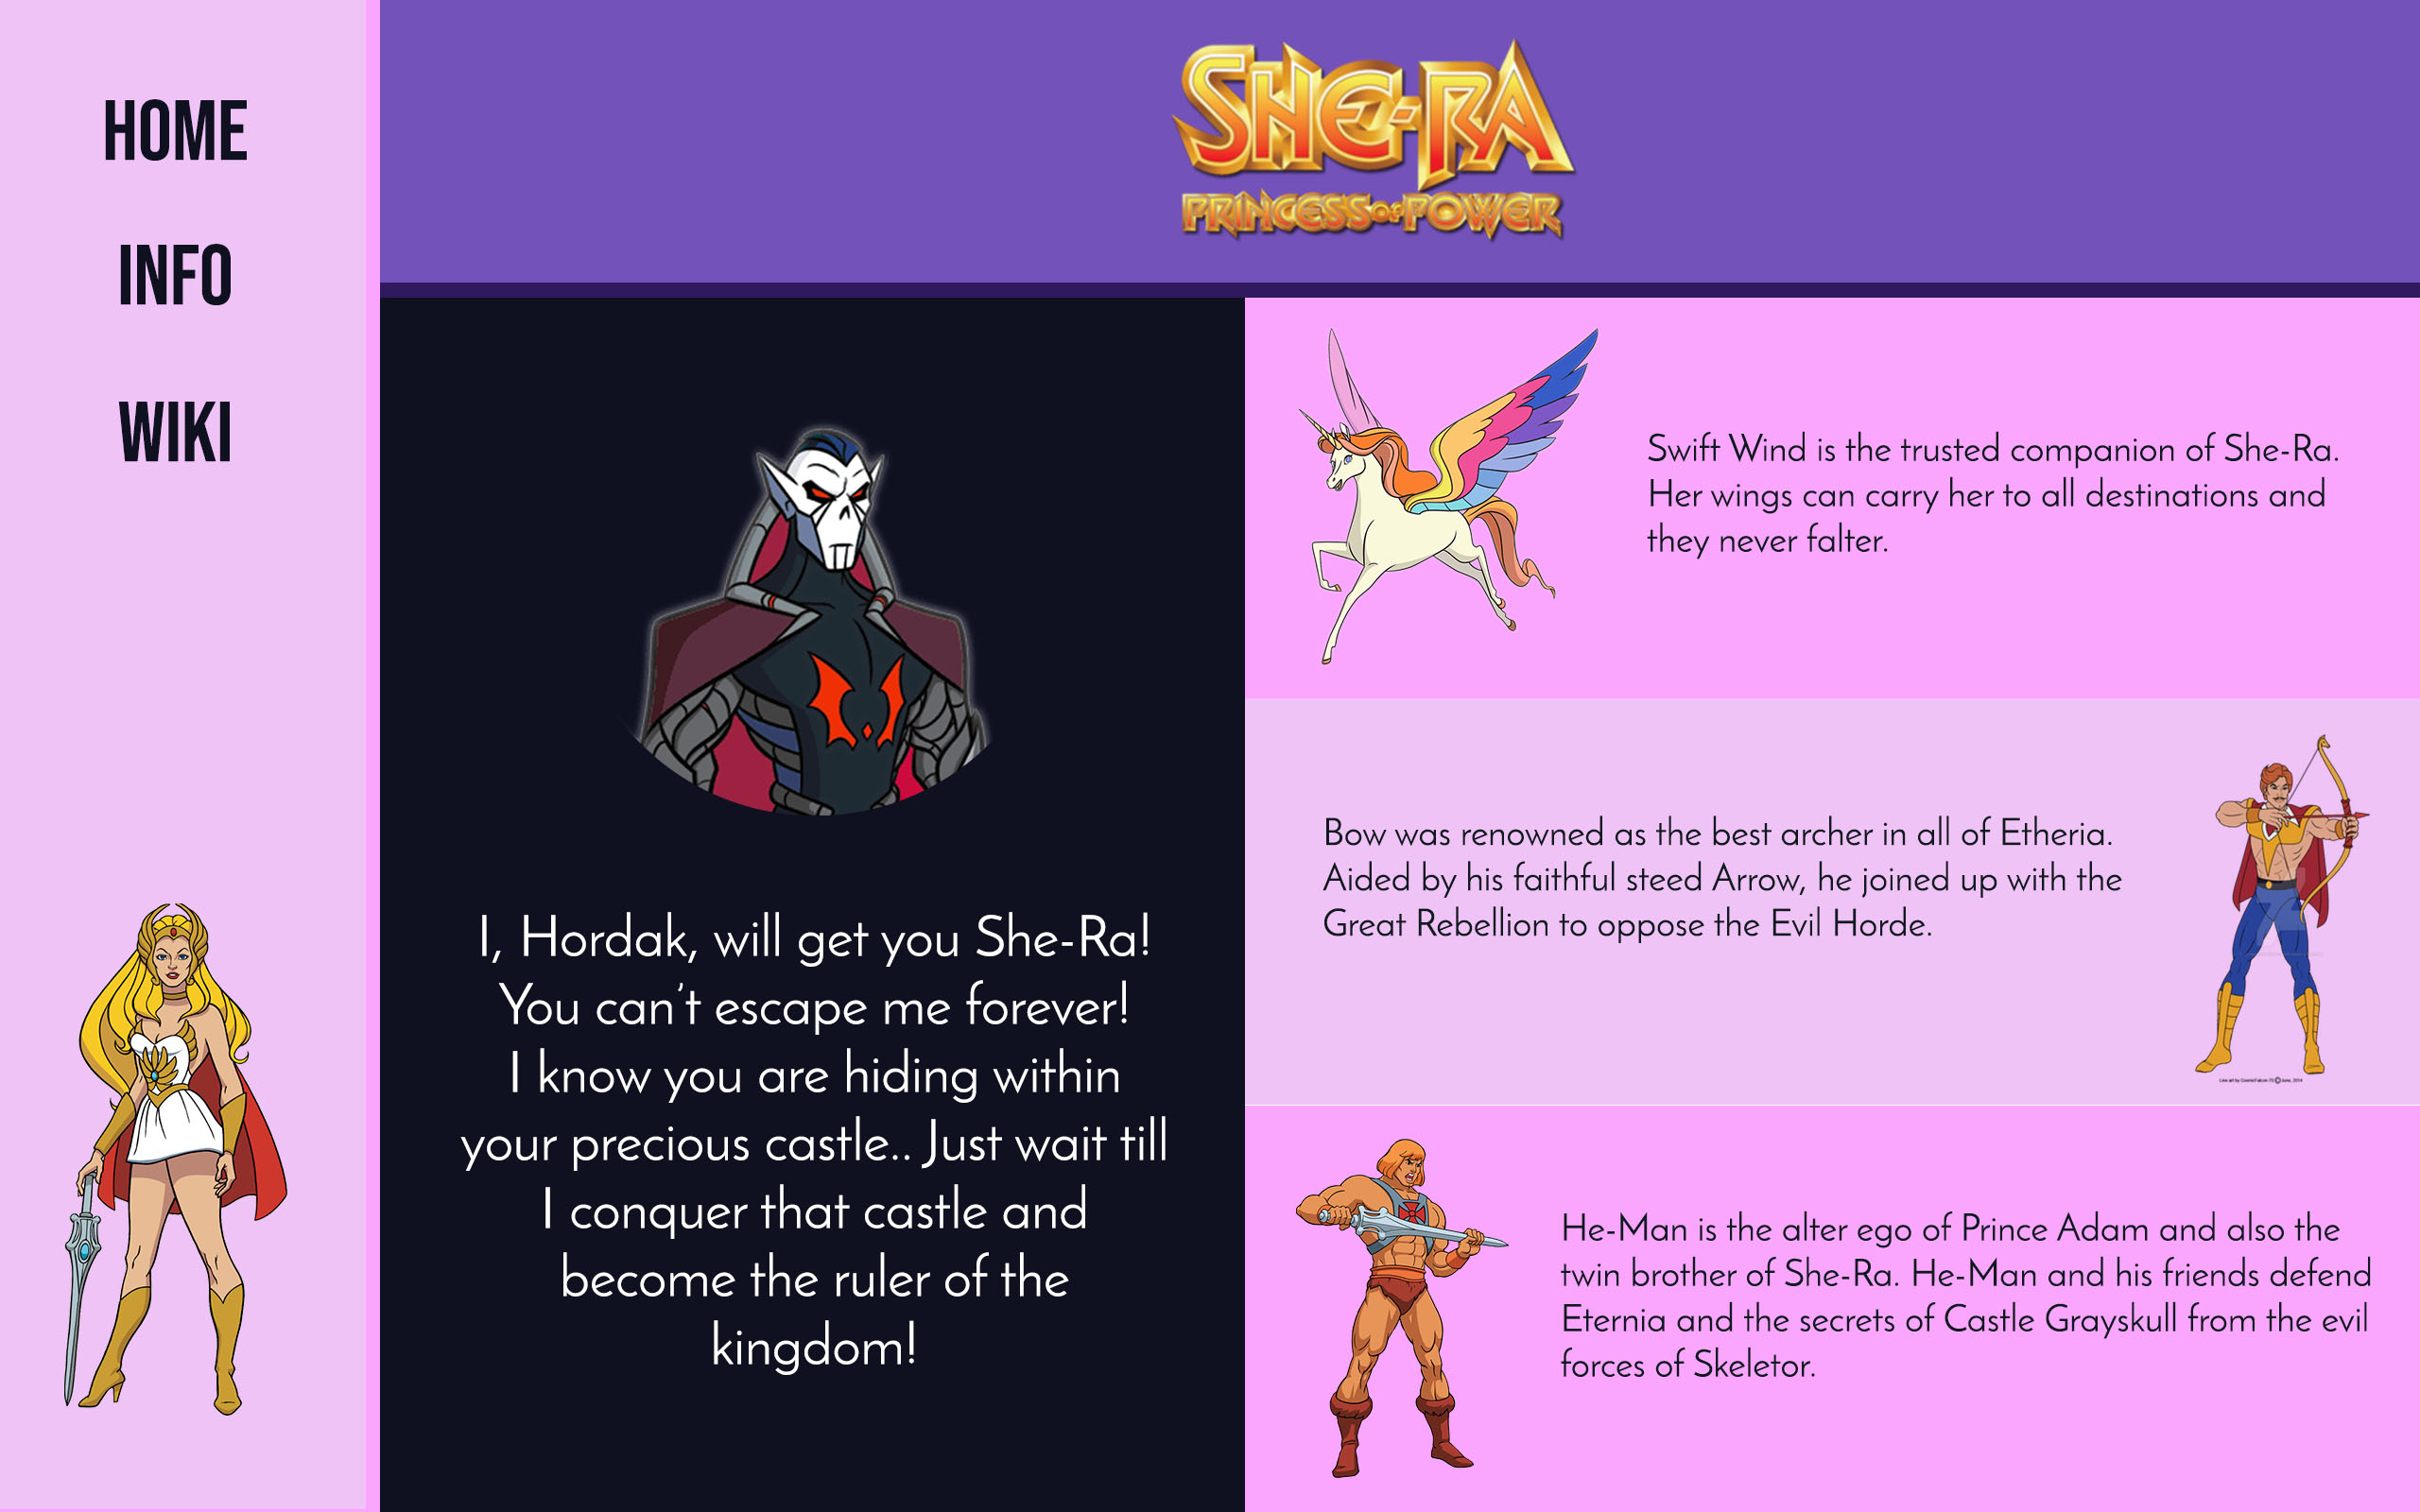 HOME
INFO
WIKI
SHE-RA
PRINCESS of POWER
I, Hordak, will get you She-Ra!
You can’t escape me forever!
I know you are hiding within
your precious castle.. Just wait till
I conquer that castle and
become the ruler of the
kingdom!
Swift Wind is the trusted companion of She-Ra.
Her wings can carry her to all destinations and
they never falter.
Bow was renowned as the best archer in all of Etheria.
Aided by his faithful steed Arrow, he joined up with the
Great Rebellion to oppose the Evil Horde.
He-Man is the alter ego of Prince Adam and also the
twin brother of She-Ra. He-Man and his friends defend
Eternia and the secrets of Castle Grayskull from the evil
forces of Skeletor.